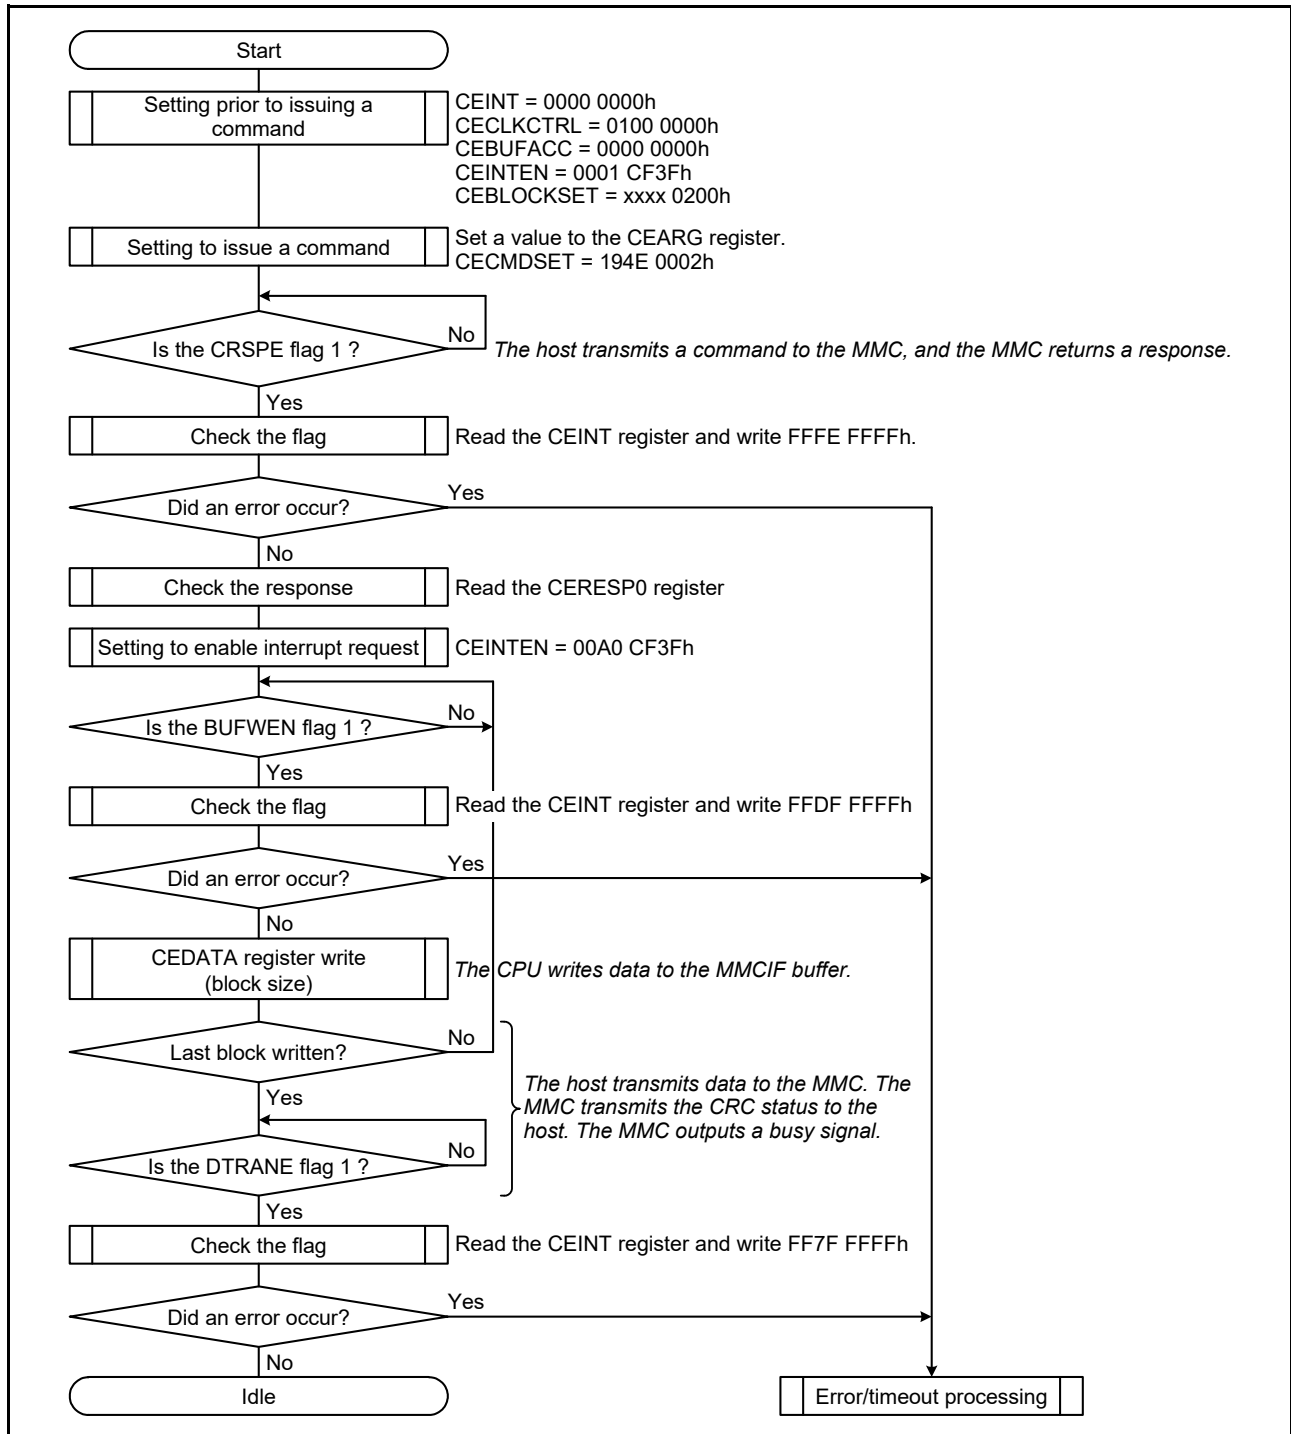 Start
Setting prior to issuing a
command
CEINT = 0000 0000h
CECLKCTRL = 0100 0000h
CEBUFACC = 0000 0000h
CEINTEN = 0001 CF3Fh
CEBLOCKSET = xxxx 0200h
Setting to issue a command
Set a value to the CEARG register.
CECMDSET = 194E 0002h
Is the CRSPE flag 1 ?
No
The host transmits a command to the MMC, and the MMC returns a response.
Yes
Check the flag
Read the CEINT register and write FFFE FFFFh.
Did an error occur?
Yes
No
Check the response
Read the CERESP0 register
Setting to enable interrupt request
CEINTEN = 00A0 CF3Fh
Is the BUFWEN flag 1 ?
No
Yes
Check the flag
Read the CEINT register and write FFDF FFFFh
Did an error occur?
Yes
No
CEDATA register write
(block size)
The CPU writes data to the MMCIF buffer.
Last block written?
No
Yes
The host transmits data to the MMC. The
MMC transmits the CRC status to the
host. The MMC outputs a busy signal.
Is the DTRANE flag 1 ?
No
Yes
Check the flag
Read the CEINT register and write FF7F FFFFh
Did an error occur?
Yes
No
Idle
Error/timeout processing